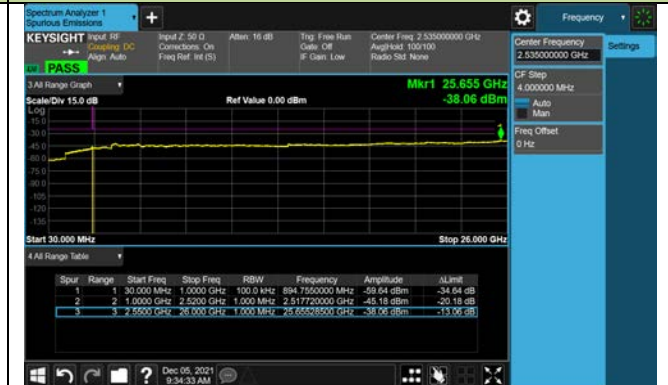 Spectrum Analyzer 1
Spurious Emissions
Frequency
KEYSIGHT
Input: RF
Coupling: DC
Align: Auto
Input Z: 50 Ω
Corrections: On
Freq Ref: Int (S)
Atten: 16 dB
Trig: Free Run
Gate: Off
IF Gain: Low
Center Freq: 2.535000000 GHz
Avg|Hold: 100/100
Radio Std: None
PASS
Center Frequency
2.535000000 GHz
Settings
CF Step
4.000000 MHz
Auto
Man
Freq Offset
0 Hz
3 All Range Graph
Mkr1 25.655 GHz
Scale/Div 15.0 dB
Ref Value 0.00 dBm
-38.06 dBm
Log
-15.0
-30.0
-45.0
-60.0
-75.0
-90.0
-105
-120
-135
1
Start 30.000 MHz
Stop 26.000 GHz
4 All Range Table
Spur Range Start Freq Stop Freq RBW Frequency Amplitude ΔLimit
1 1 30.000 MHz 1.0000 GHz 100.0 kHz 894.7550000 MHz -59.64 dBm -34.64 dB
2 2 1.0000 GHz 2.5200 GHz 1.000 MHz 2.517720000 GHz -45.18 dBm -20.18 dB
3 3 2.5500 GHz 26.000 GHz 1.000 MHz 25.65528500 GHz -38.06 dBm -13.06 dB
Dec 05, 2021
9:34:33 AM